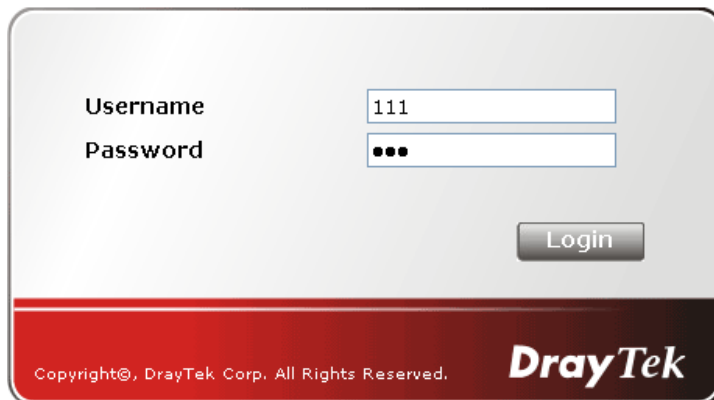 Username 111
Password •••
Login
Copyright©, DrayTek Corp. All Rights Reserved.
DrayTek